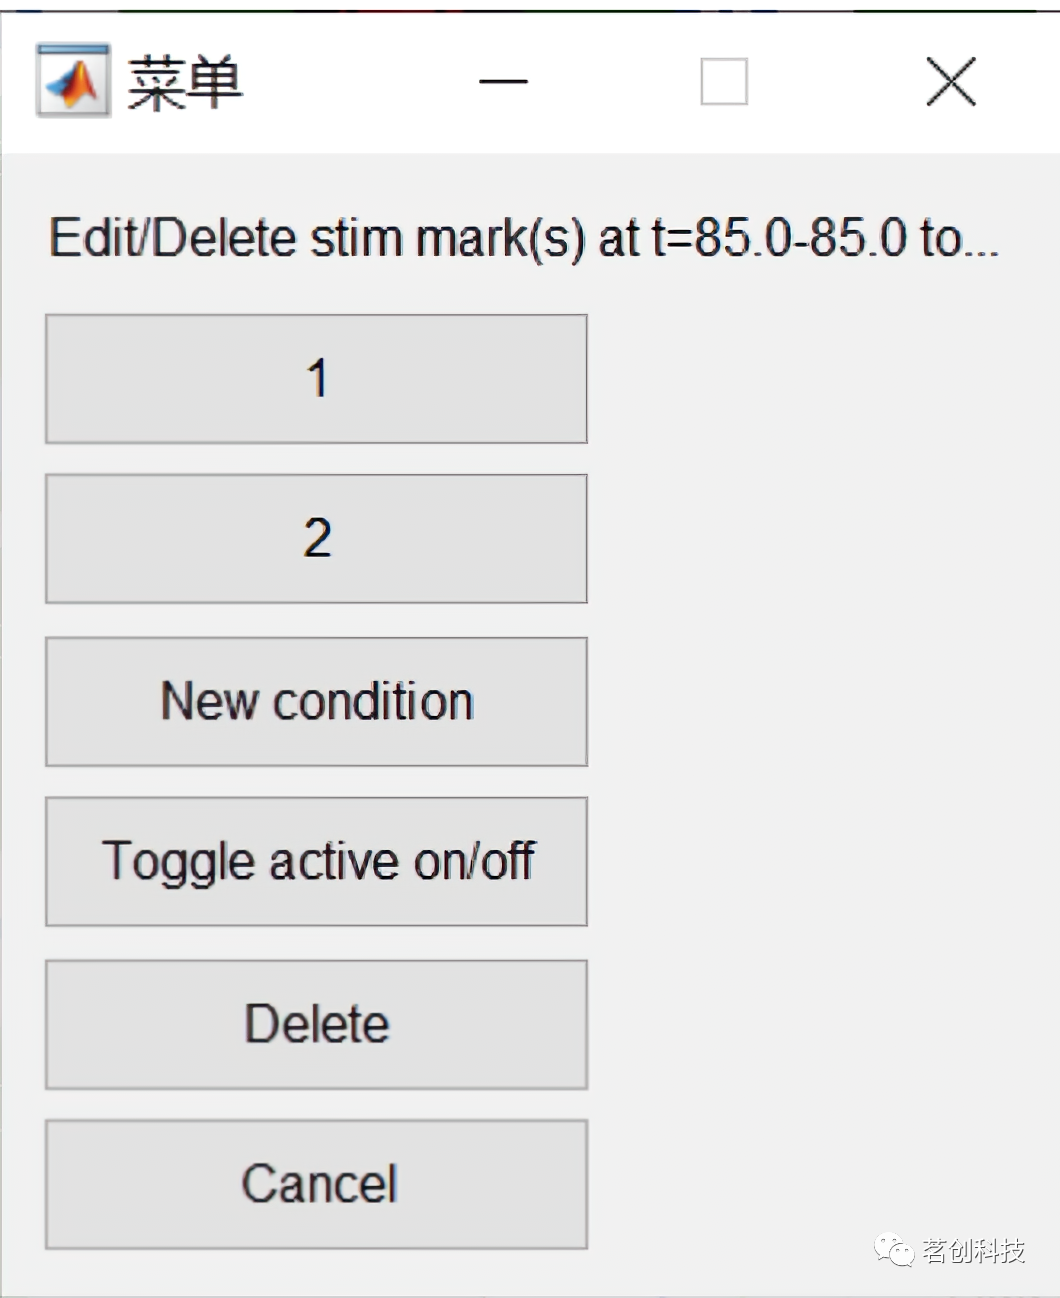 菜单
Edit/Delete stim mark(s) at t=85.0-85.0 to...
1
2
New condition
Toggle active on/off
Delete
Cancel
茗创科技